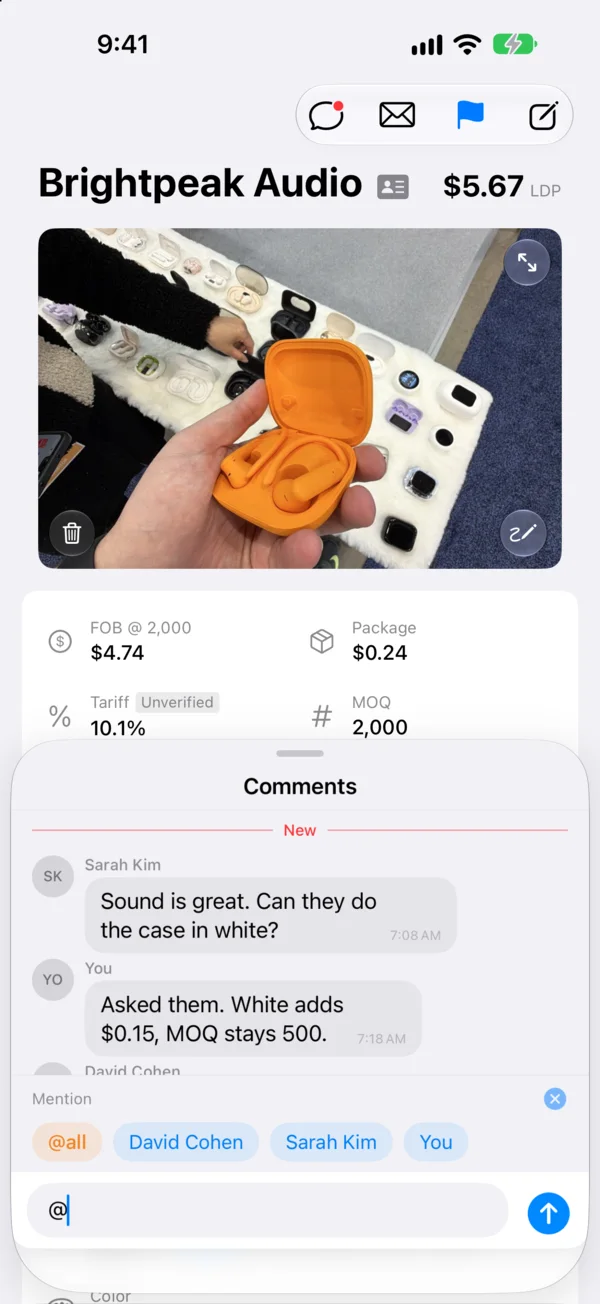 9:41
Brightpeak Audio
$5.67 LDP
FOB @ 2,000
$4.74
Package
$0.24
Tariff Unverified
10.1%
MOQ
2,000
Comments
New
SK
Sarah Kim
Sound is great. Can they do
the case in white?
7:08 AM
YO
You
Asked them. White adds
$0.15, MOQ stays 500.
7:18 AM
David Cohen
Mention
@all
David Cohen
Sarah Kim
You
@
Color